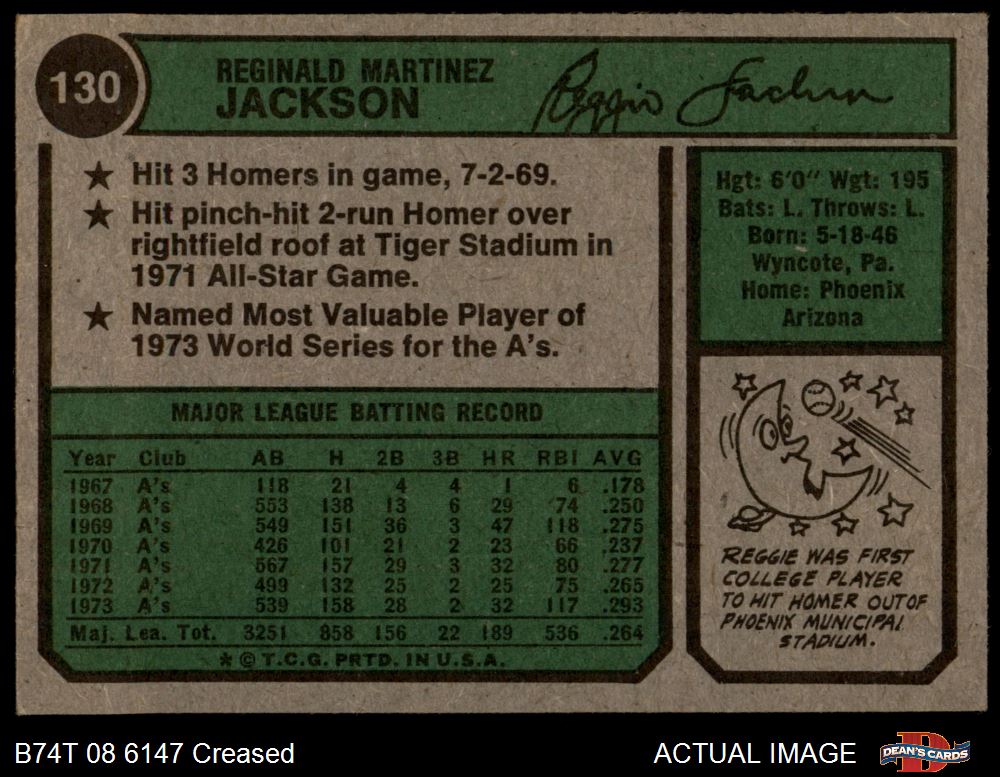 130
REGINALD MARTINEZ
JACKSON
Reggie Jackson
★ Hit 3 Homers in game, 7-2-69.
★ Hit pinch-hit 2-run Homer over
rightfield roof at Tiger Stadium in
1971 All-Star Game.
★ Named Most Valuable Player of
1973 World Series for the A's.
Hgt: 6'0" Wgt: 195
Bats: L. Throws: L.
Born: 5-18-46
Wyncote, Pa.
Home: Phoenix
Arizona
MAJOR LEAGUE BATTING RECORD
Year Club AB H 2B 3B HR RBI AVG
1967 A's 118 21 4 4 1 6 .178
1968 A's 553 138 13 6 29 74 .250
1969 A's 549 151 36 3 47 118 .275
1970 A's 426 101 21 2 23 66 .237
1971 A's 567 157 29 3 32 80 .277
1972 A's 499 132 25 2 25 75 .265
1973 A's 539 158 28 2 32 117 .293
Maj. Lea. Tot. 3251 858 156 22 189 536 .264
* © T.C.G. PRTD. IN U.S.A.
REGGIE WAS FIRST
COLLEGE PLAYER
TO HIT HOMER OUT OF
PHOENIX MUNICIPAL
STADIUM.
B74T 08 6147 Creased
ACTUAL IMAGE
DEAN'S CARDS